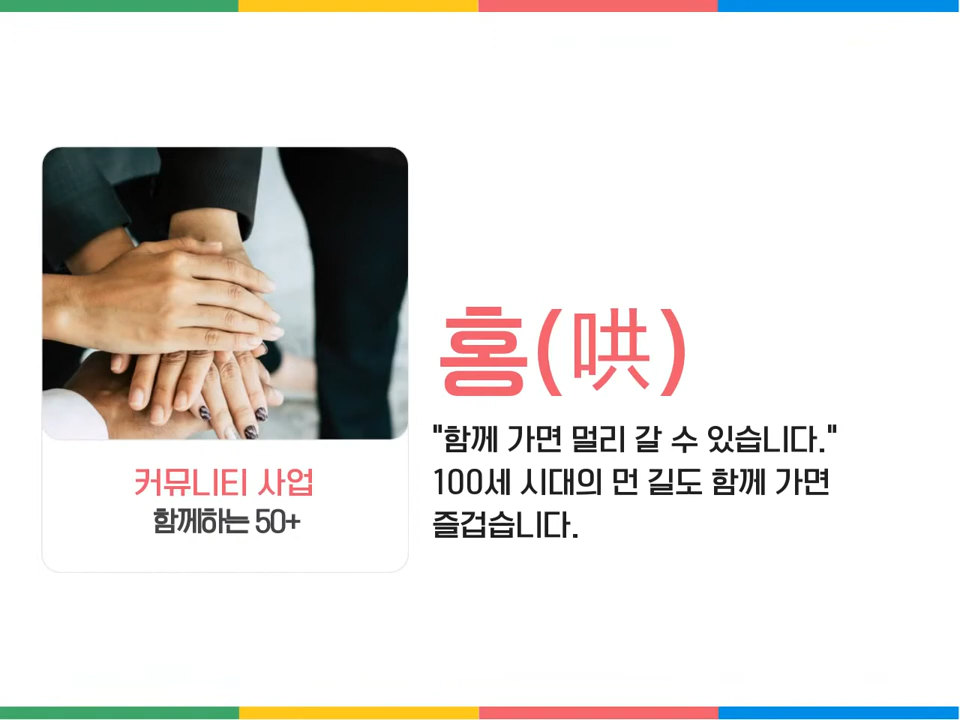 홍(哄)
"함께 가면 멀리 갈 수 있습니다."
100세 시대의 먼 길도 함께 가면
즐겁습니다.
커뮤니티 사업
함께하는 50+